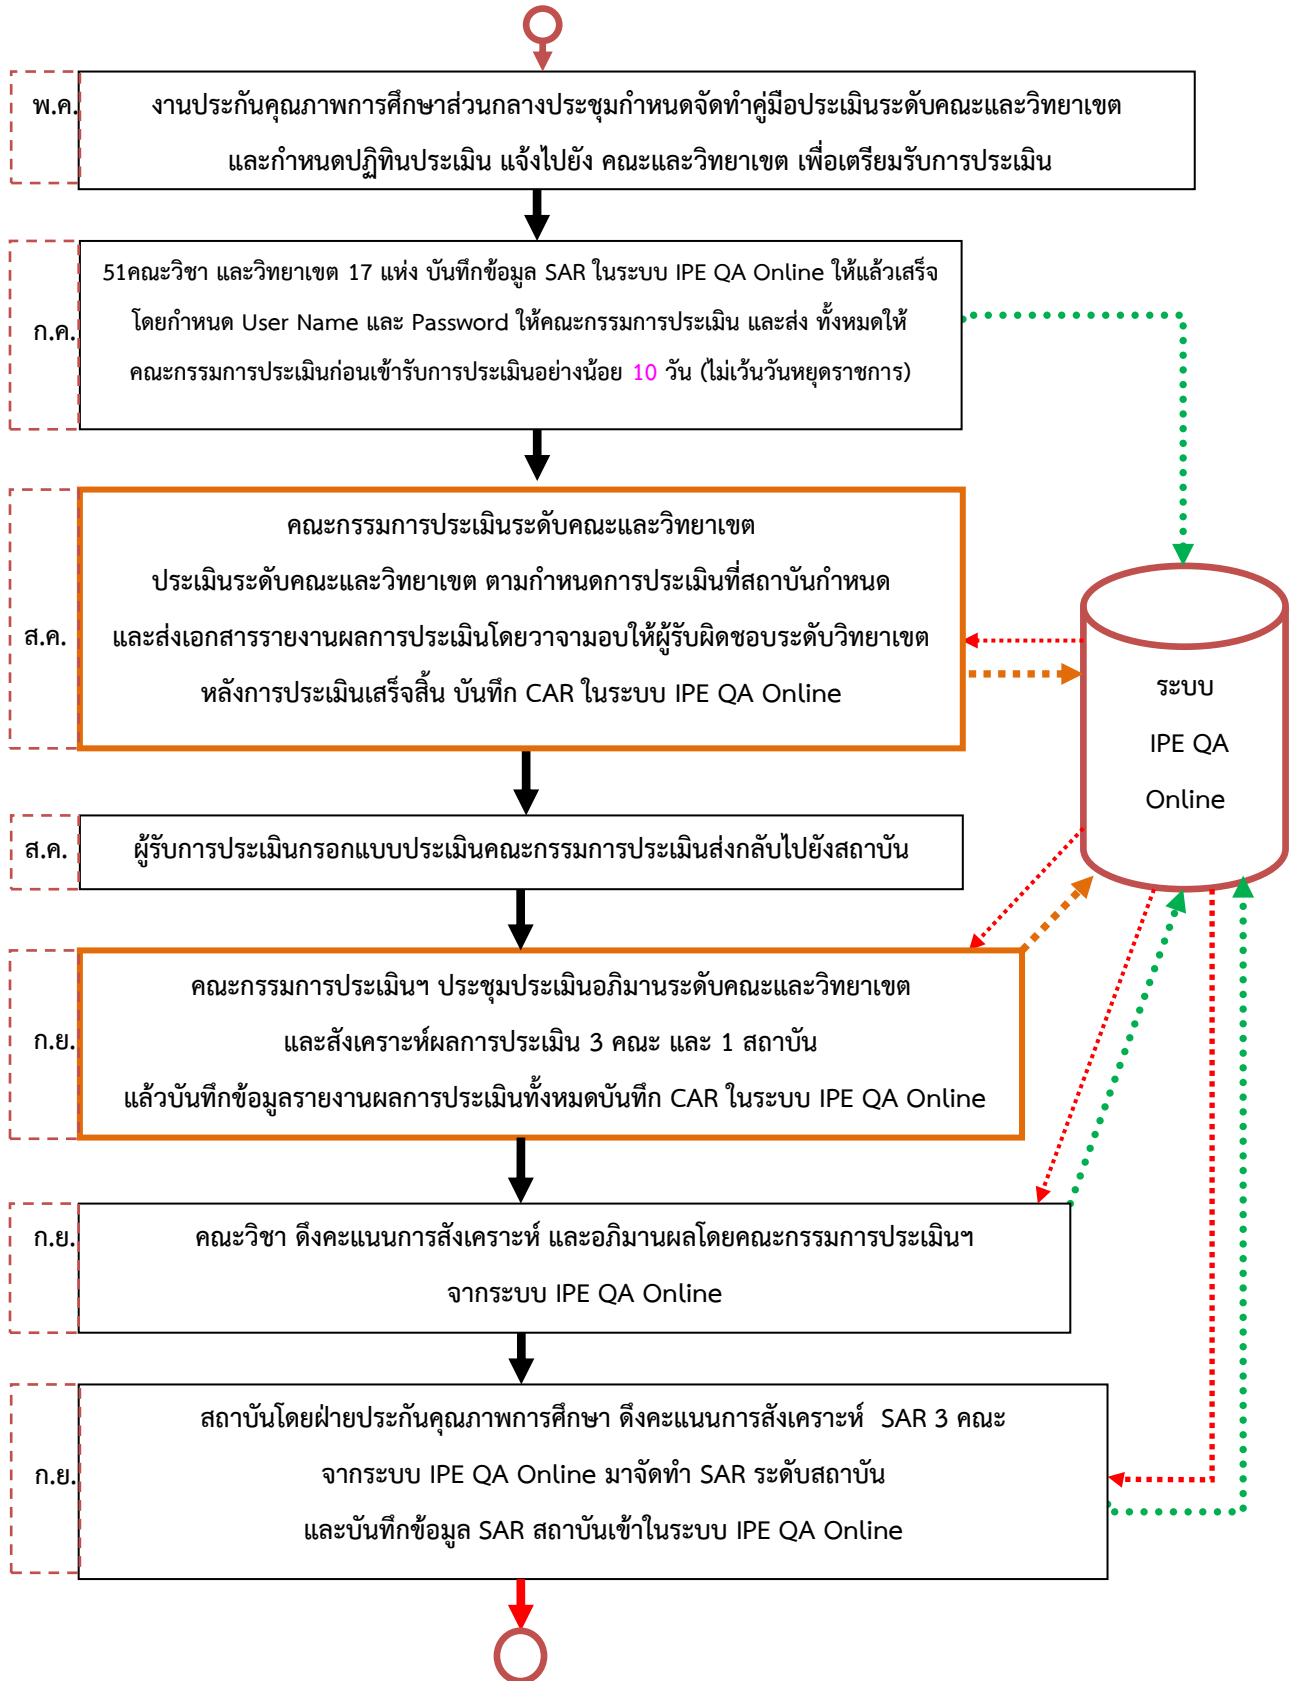 พ.ค.
งานประกันคุณภาพการศึกษาส่วนกลางประชุมกำหนดจัดทำคู่มือประเมินระดับคณะและวิทยาเขต
และกำหนดปฏิทินประเมิน แจ้งไปยัง คณะและวิทยาเขต เพื่อเตรียมรับการประเมิน
ก.ค.
51คณะวิชา และวิทยาเขต 17 แห่ง บันทึกข้อมูล SAR ในระบบ IPE QA Online ให้แล้วเสร็จ
โดยกำหนด User Name และ Password ให้คณะกรรมการประเมิน และส่ง ทั้งหมดให้
คณะกรรมการประเมินก่อนเข้ารับการประเมินอย่างน้อย 10 วัน (ไม่เว้นวันหยุดราชการ)
ส.ค.
คณะกรรมการประเมินระดับคณะและวิทยาเขต
ประเมินระดับคณะและวิทยาเขต ตามกำหนดการประเมินที่สถาบันกำหนด
และส่งเอกสารรายงานผลการประเมินโดยวาจามอบให้ผู้รับผิดชอบระดับวิทยาเขต
หลังการประเมินเสร็จสิ้น บันทึก CAR ในระบบ IPE QA Online
ระบบ
IPE QA
Online
ส.ค.
ผู้รับการประเมินกรอกแบบประเมินคณะกรรมการประเมินส่งกลับไปยังสถาบัน
ก.ย.
คณะกรรมการประเมินฯ ประชุมประเมินอภิมานระดับคณะและวิทยาเขต
และสังเคราะห์ผลการประเมิน 3 คณะ และ 1 สถาบัน
แล้วบันทึกข้อมูลรายงานผลการประเมินทั้งหมดบันทึก CAR ในระบบ IPE QA Online
ก.ย.
คณะวิชา ดึงคะแนนการสังเคราะห์ และอภิมานผลโดยคณะกรรมการประเมินฯ
จากระบบ IPE QA Online
ก.ย.
สถาบันโดยฝ่ายประกันคุณภาพการศึกษา ดึงคะแนนการสังเคราะห์  SAR 3 คณะ
จากระบบ IPE QA Online มาจัดทำ SAR ระดับสถาบัน
และบันทึกข้อมูล SAR สถาบันเข้าในระบบ IPE QA Online